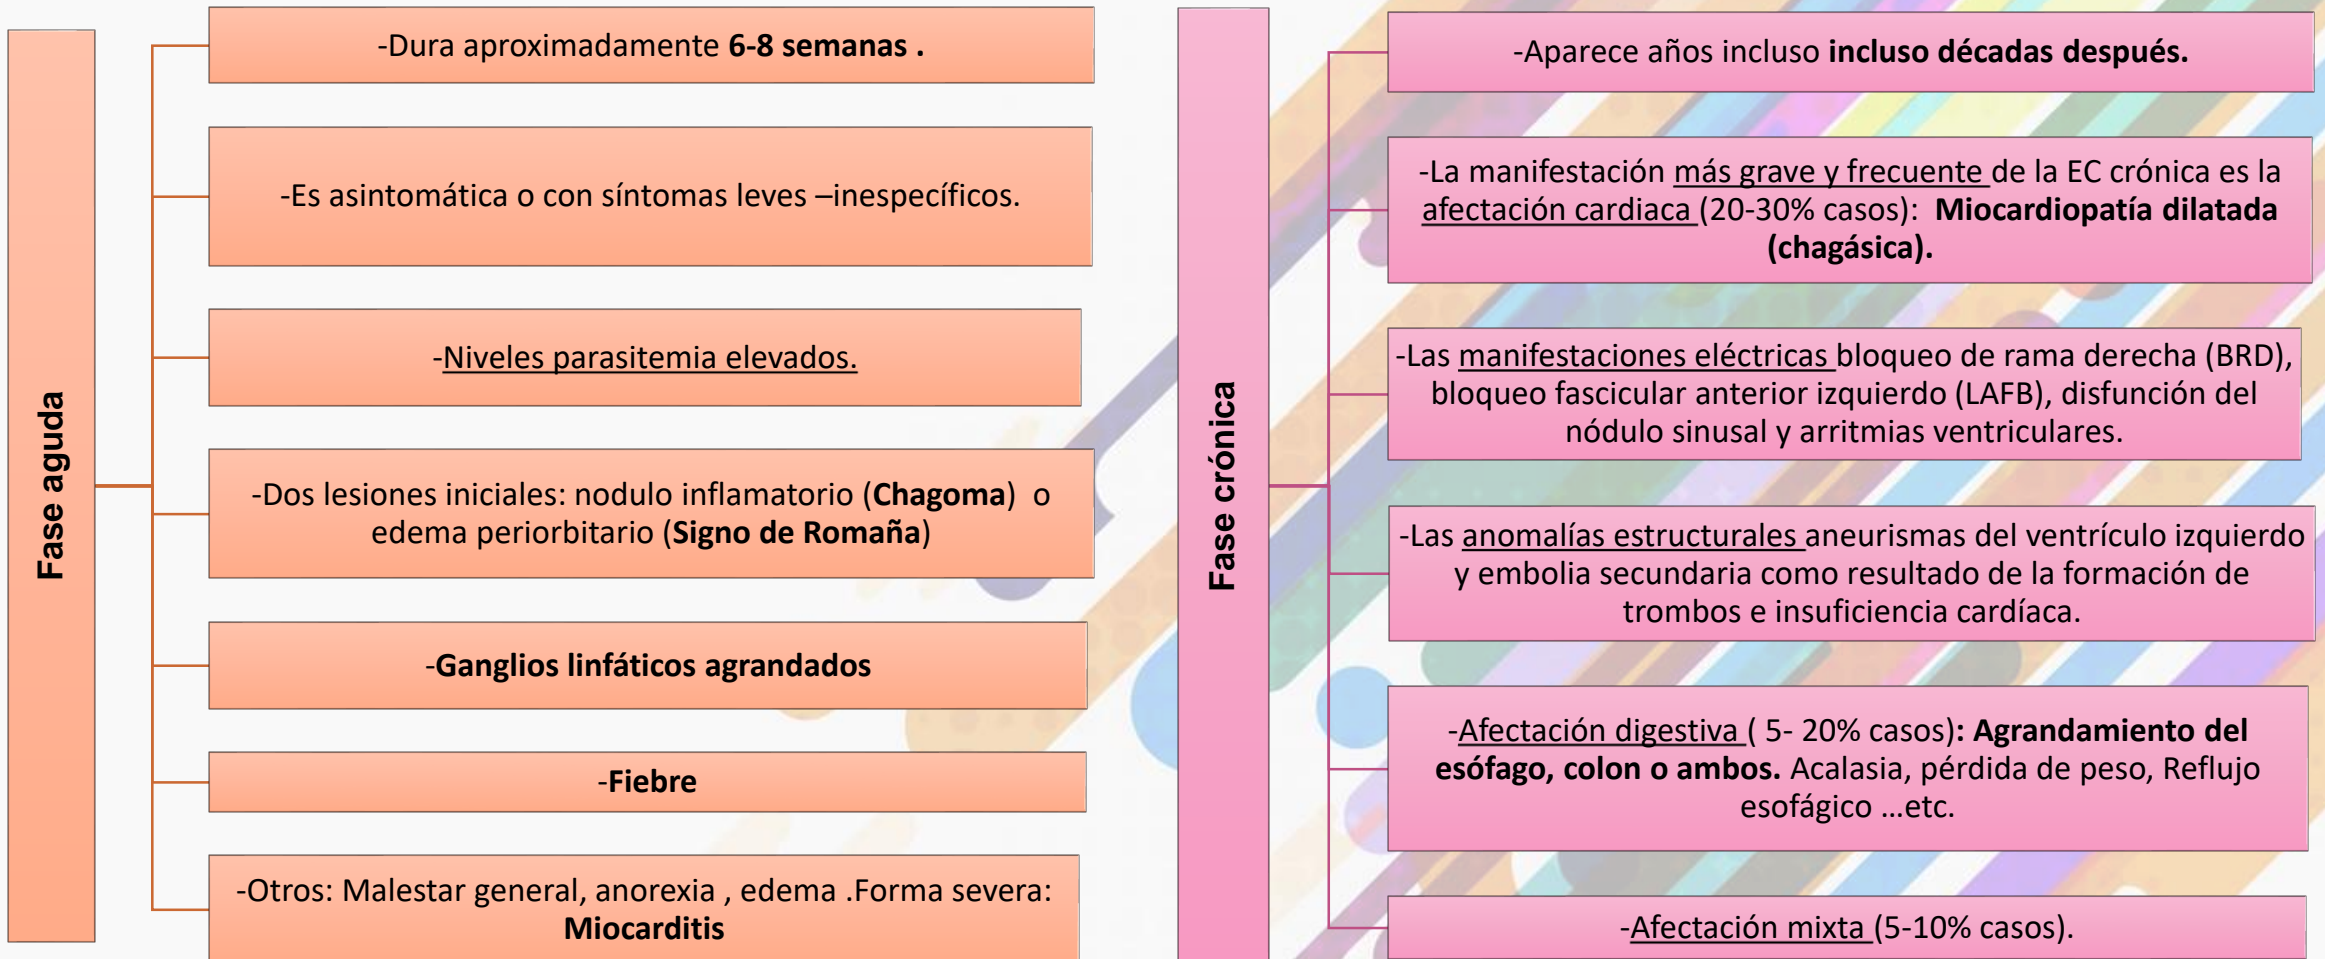 Fase aguda
-Dura aproximadamente 6-8 semanas .
-Es asintomática o con síntomas leves –inespecíficos.
-Niveles parasitemia elevados.
-Dos lesiones iniciales: nodulo inflamatorio (Chagoma) o
edema periorbitario (Signo de Romaña)
-Ganglios linfáticos agrandados
-Fiebre
-Otros: Malestar general, anorexia , edema .Forma severa:
Miocarditis
Fase crónica
-Aparece años incluso incluso décadas después.
-La manifestación más grave y frecuente de la EC crónica es la
afectación cardiaca (20-30% casos): Miocardiopatía dilatada
(chagásica).
-Las manifestaciones eléctricas bloqueo de rama derecha (BRD),
bloqueo fascicular anterior izquierdo (LAFB), disfunción del
nódulo sinusal y arritmias ventriculares.
-Las anomalías estructurales aneurismas del ventrículo izquierdo
y embolia secundaria como resultado de la formación de
trombos e insuficiencia cardíaca.
-Afectación digestiva ( 5- 20% casos): Agrandamiento del
esófago, colon o ambos. Acalasia, pérdida de peso, Reflujo
esofágico …etc.
-Afectación mixta (5-10% casos).